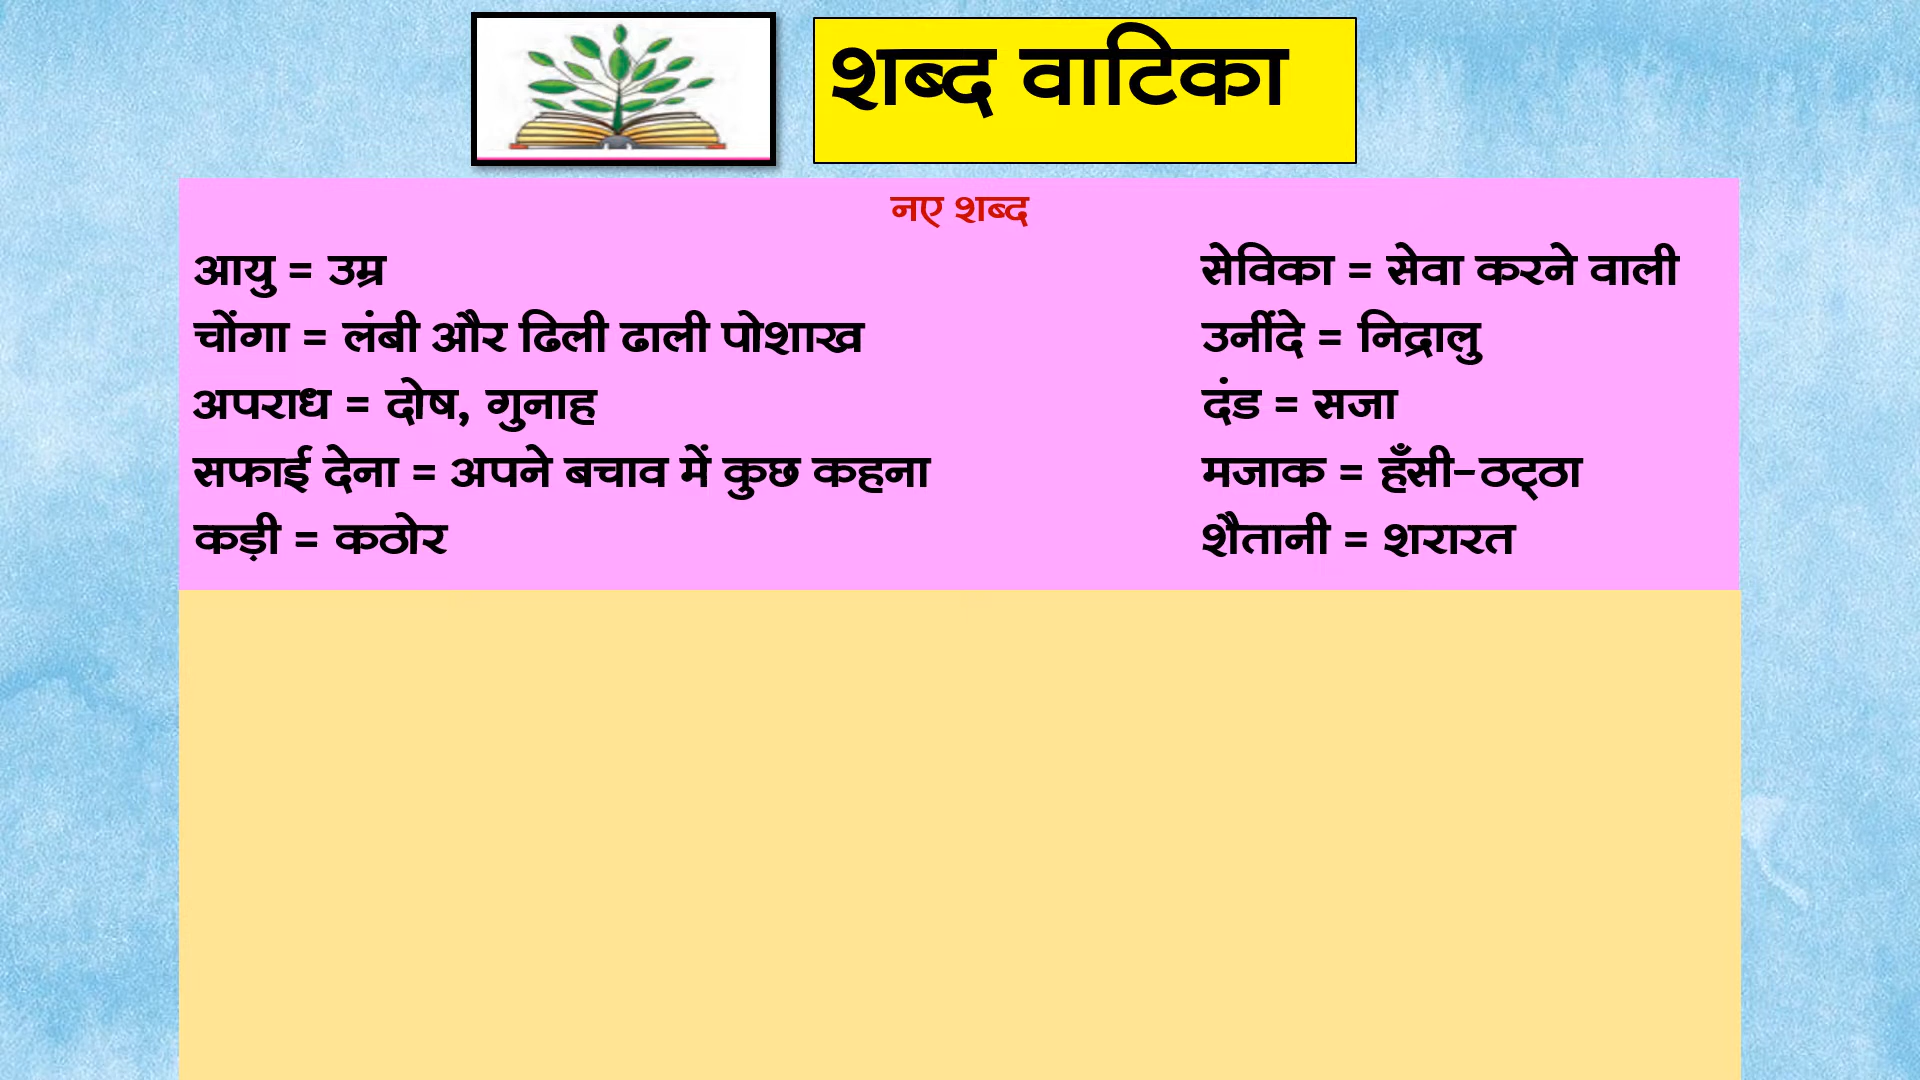 शब्द वाटिका
नए शब्द
आयु = उम्र सेविका = सेवा करने वाली
चोंगा = लंबी और ढिली ढाली पोशाख उनींदे = निद्रालु
अपराध = दोष, गुनाह दंड = सजा
सफाई देना = अपने बचाव में कुछ कहना मजाक = हँसी-ठट्ठा
कड़ी = कठोर शैतानी = शरारत